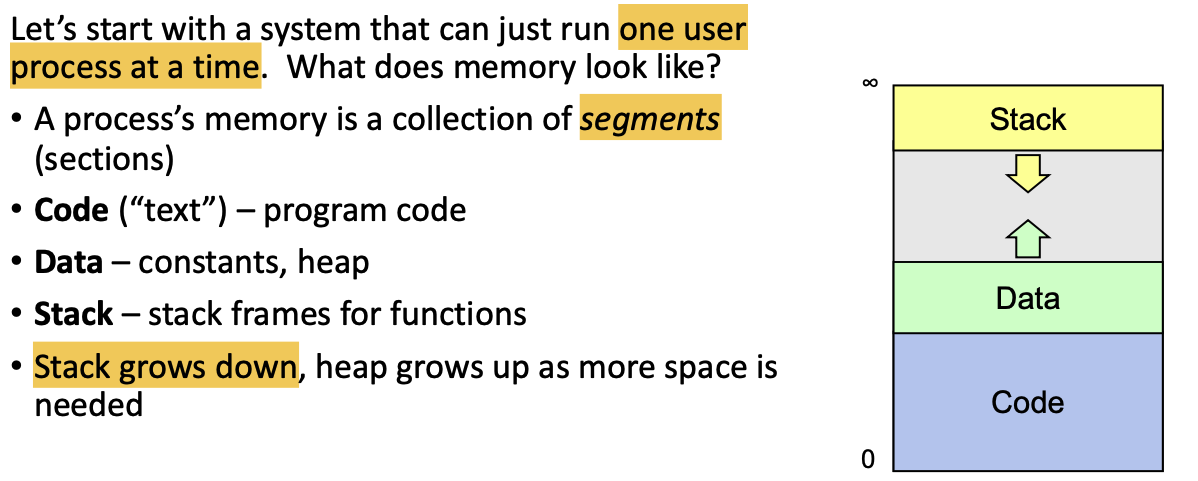 Let’s start with a system that can just run one user
process at a time.  What does memory look like?
• A process’s memory is a collection of segments
(sections)
• Code (“text”) – program code
• Data – constants, heap
• Stack – stack frames for functions
• Stack grows down, heap grows up as more space is
needed
∞
Stack
Data
Code
0